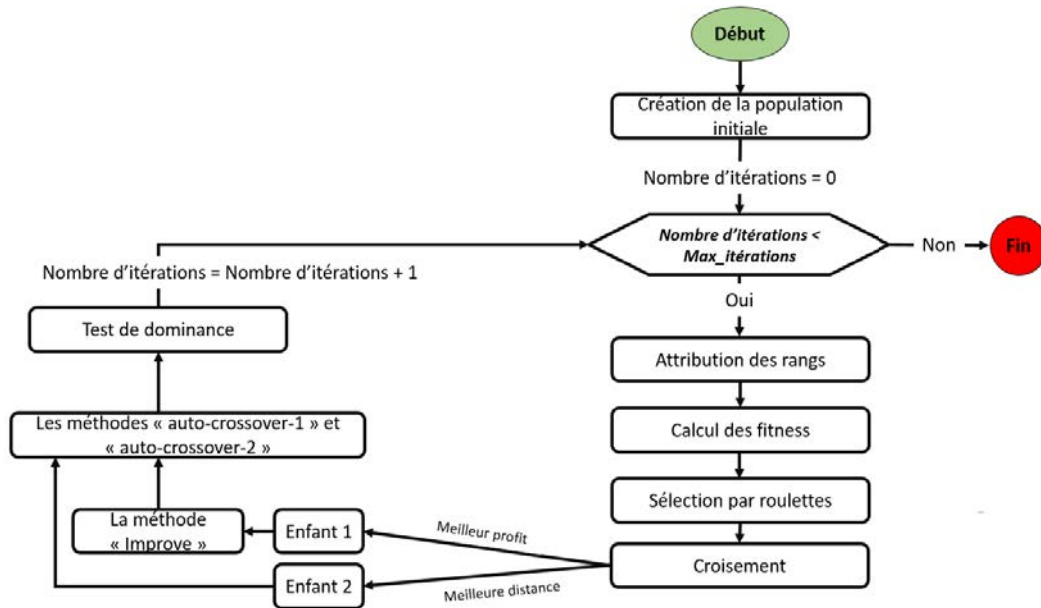 Début
Création de la population
initiale
Nombre d'itérations = 0
Nombre d'itérations <
Max_itérations
Non
Fin
Oui
Attribution des rangs
Calcul des fitness
Sélection par roulettes
Croisement
Meilleur profit
Meilleure distance
Enfant 1
Enfant 2
La méthode
« Improve »
Les méthodes « auto-crossover-1 » et
« auto-crossover-2 »
Test de dominance
Nombre d'itérations = Nombre d'itérations + 1